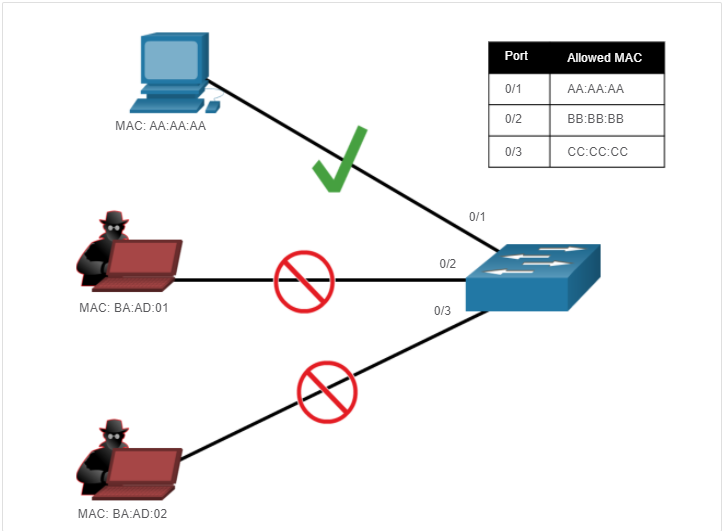 Port Allowed MAC
0/1 AA:AA:AA
0/2 BB:BB:BB
0/3 CC:CC:CC
MAC: AA:AA:AA
0/1
0/2
MAC: BA:AD:01
0/3
MAC: BA:AD:02